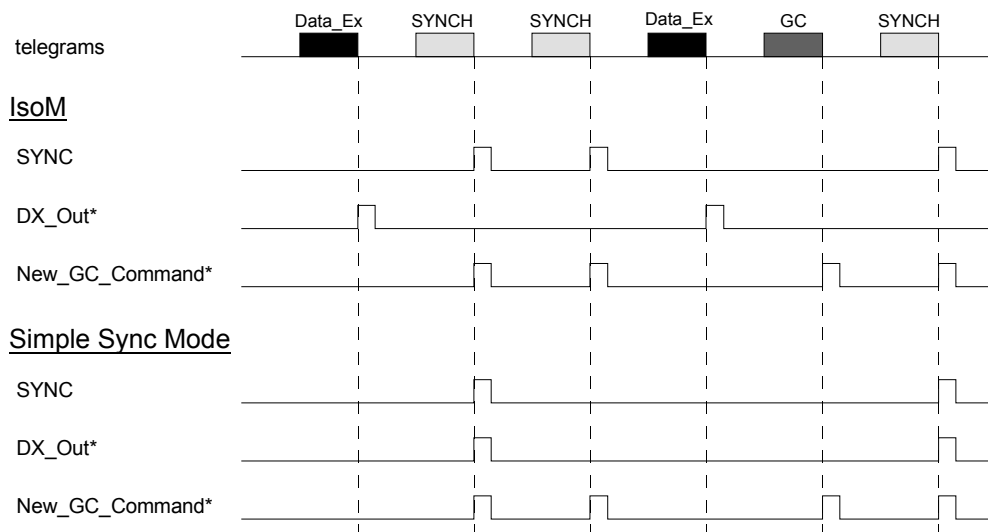 Data_Ex SYNCH SYNCH Data_Ex GC SYNCH
telegrams
IsoM
SYNC
DX_Out*
New_GC_Command*
Simple Sync Mode
SYNC
DX_Out*
New_GC_Command*